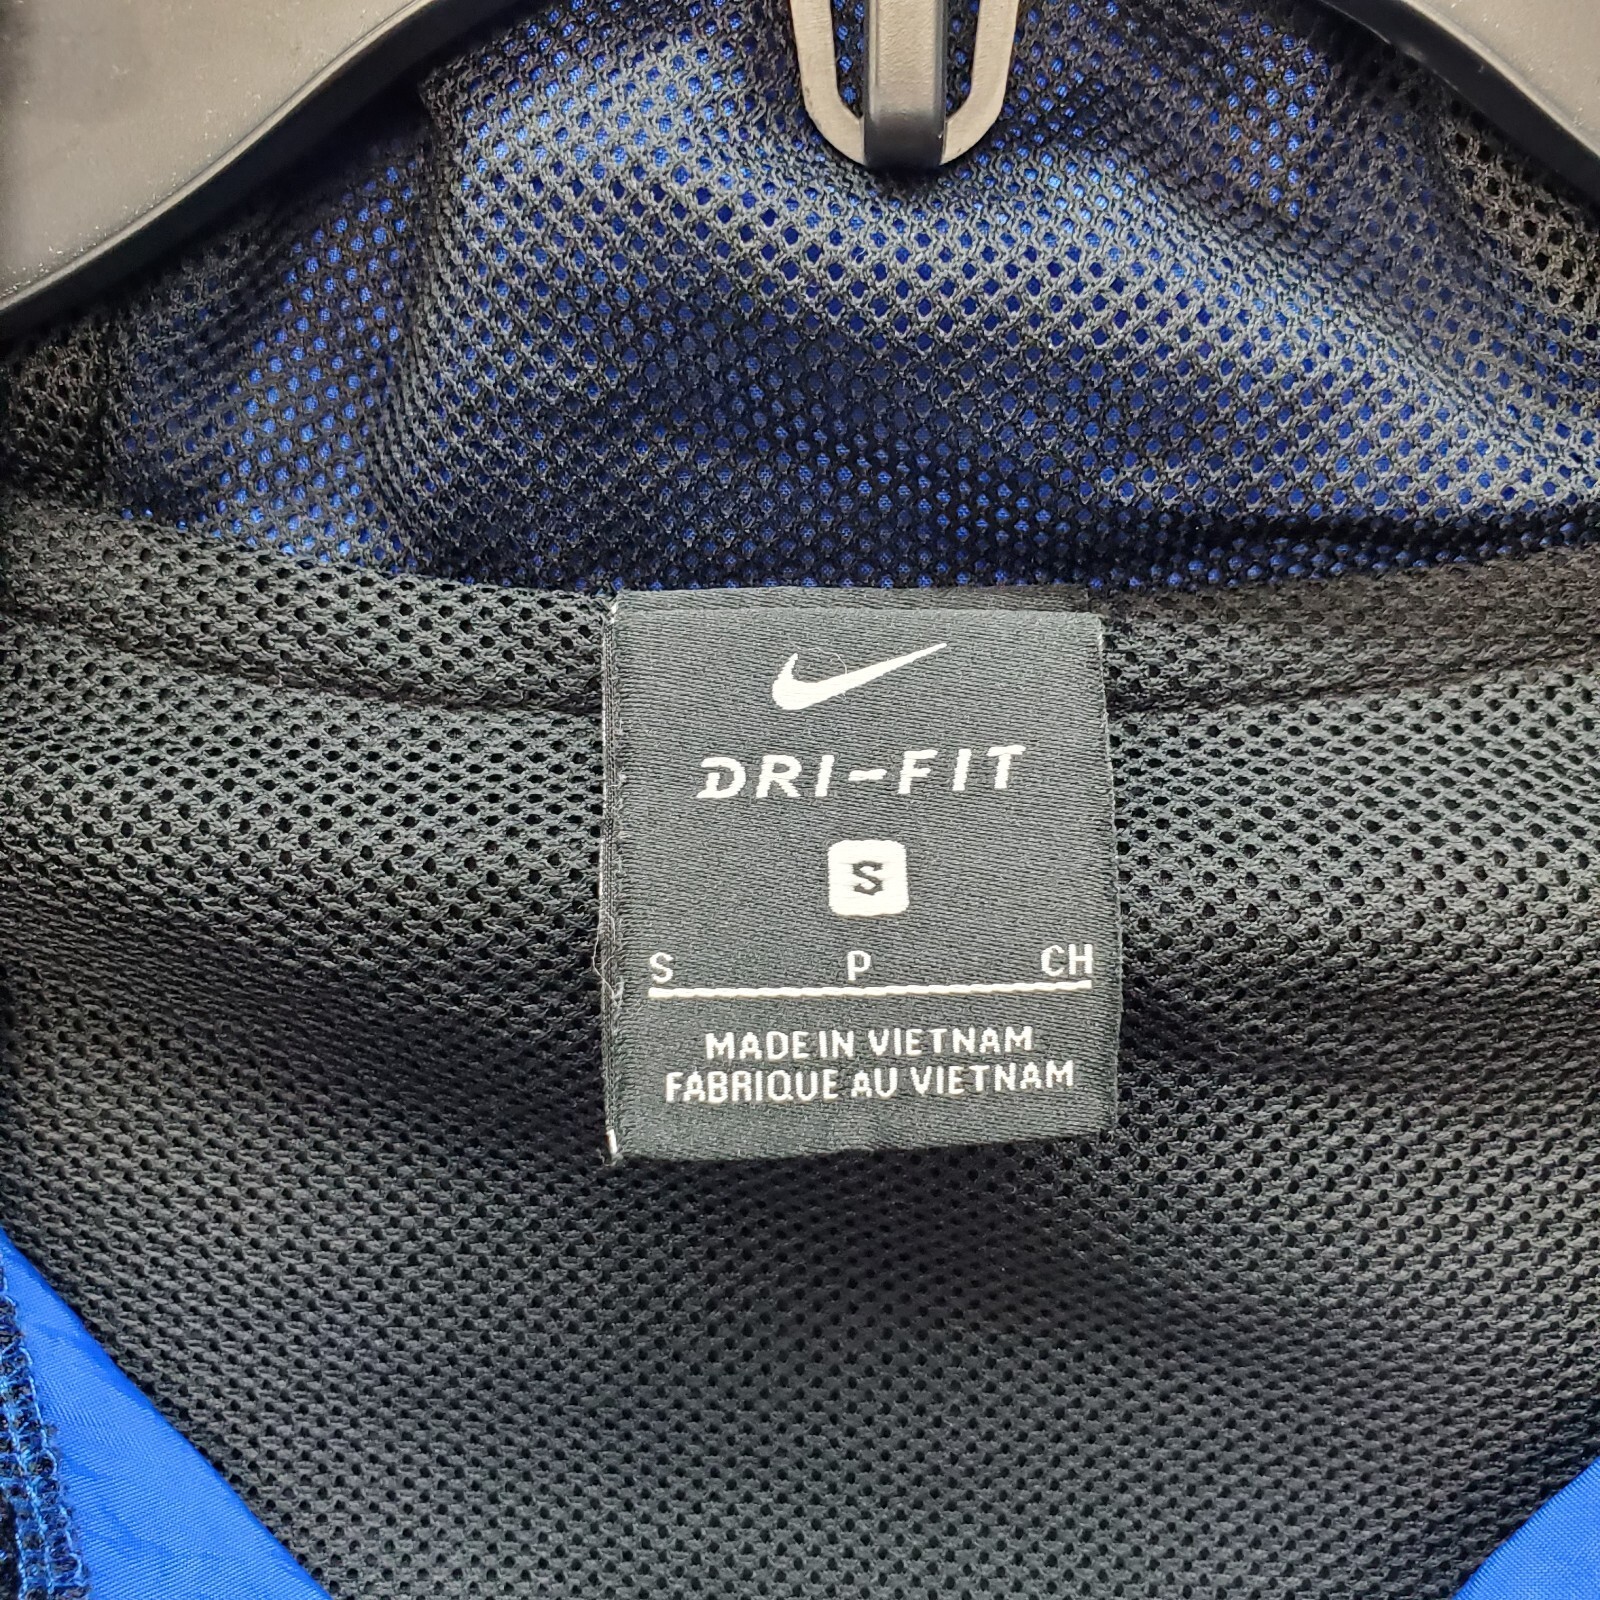 DRI-FIT
S
S P CH
MADE IN VIETNAM
FABRIQUE AU VIETNAM